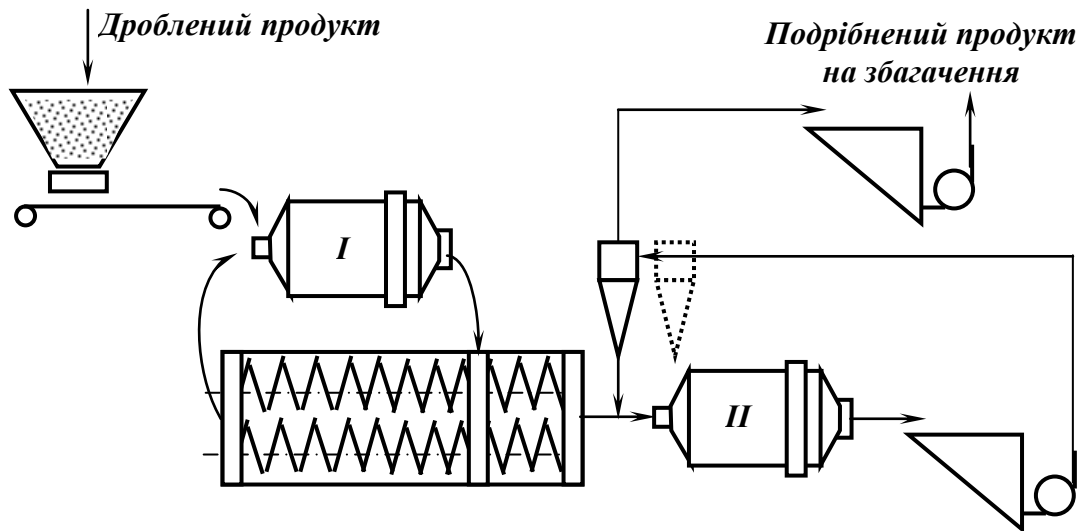 Дроблений продукт
Подрібнений продукт
на збагачення
I
II